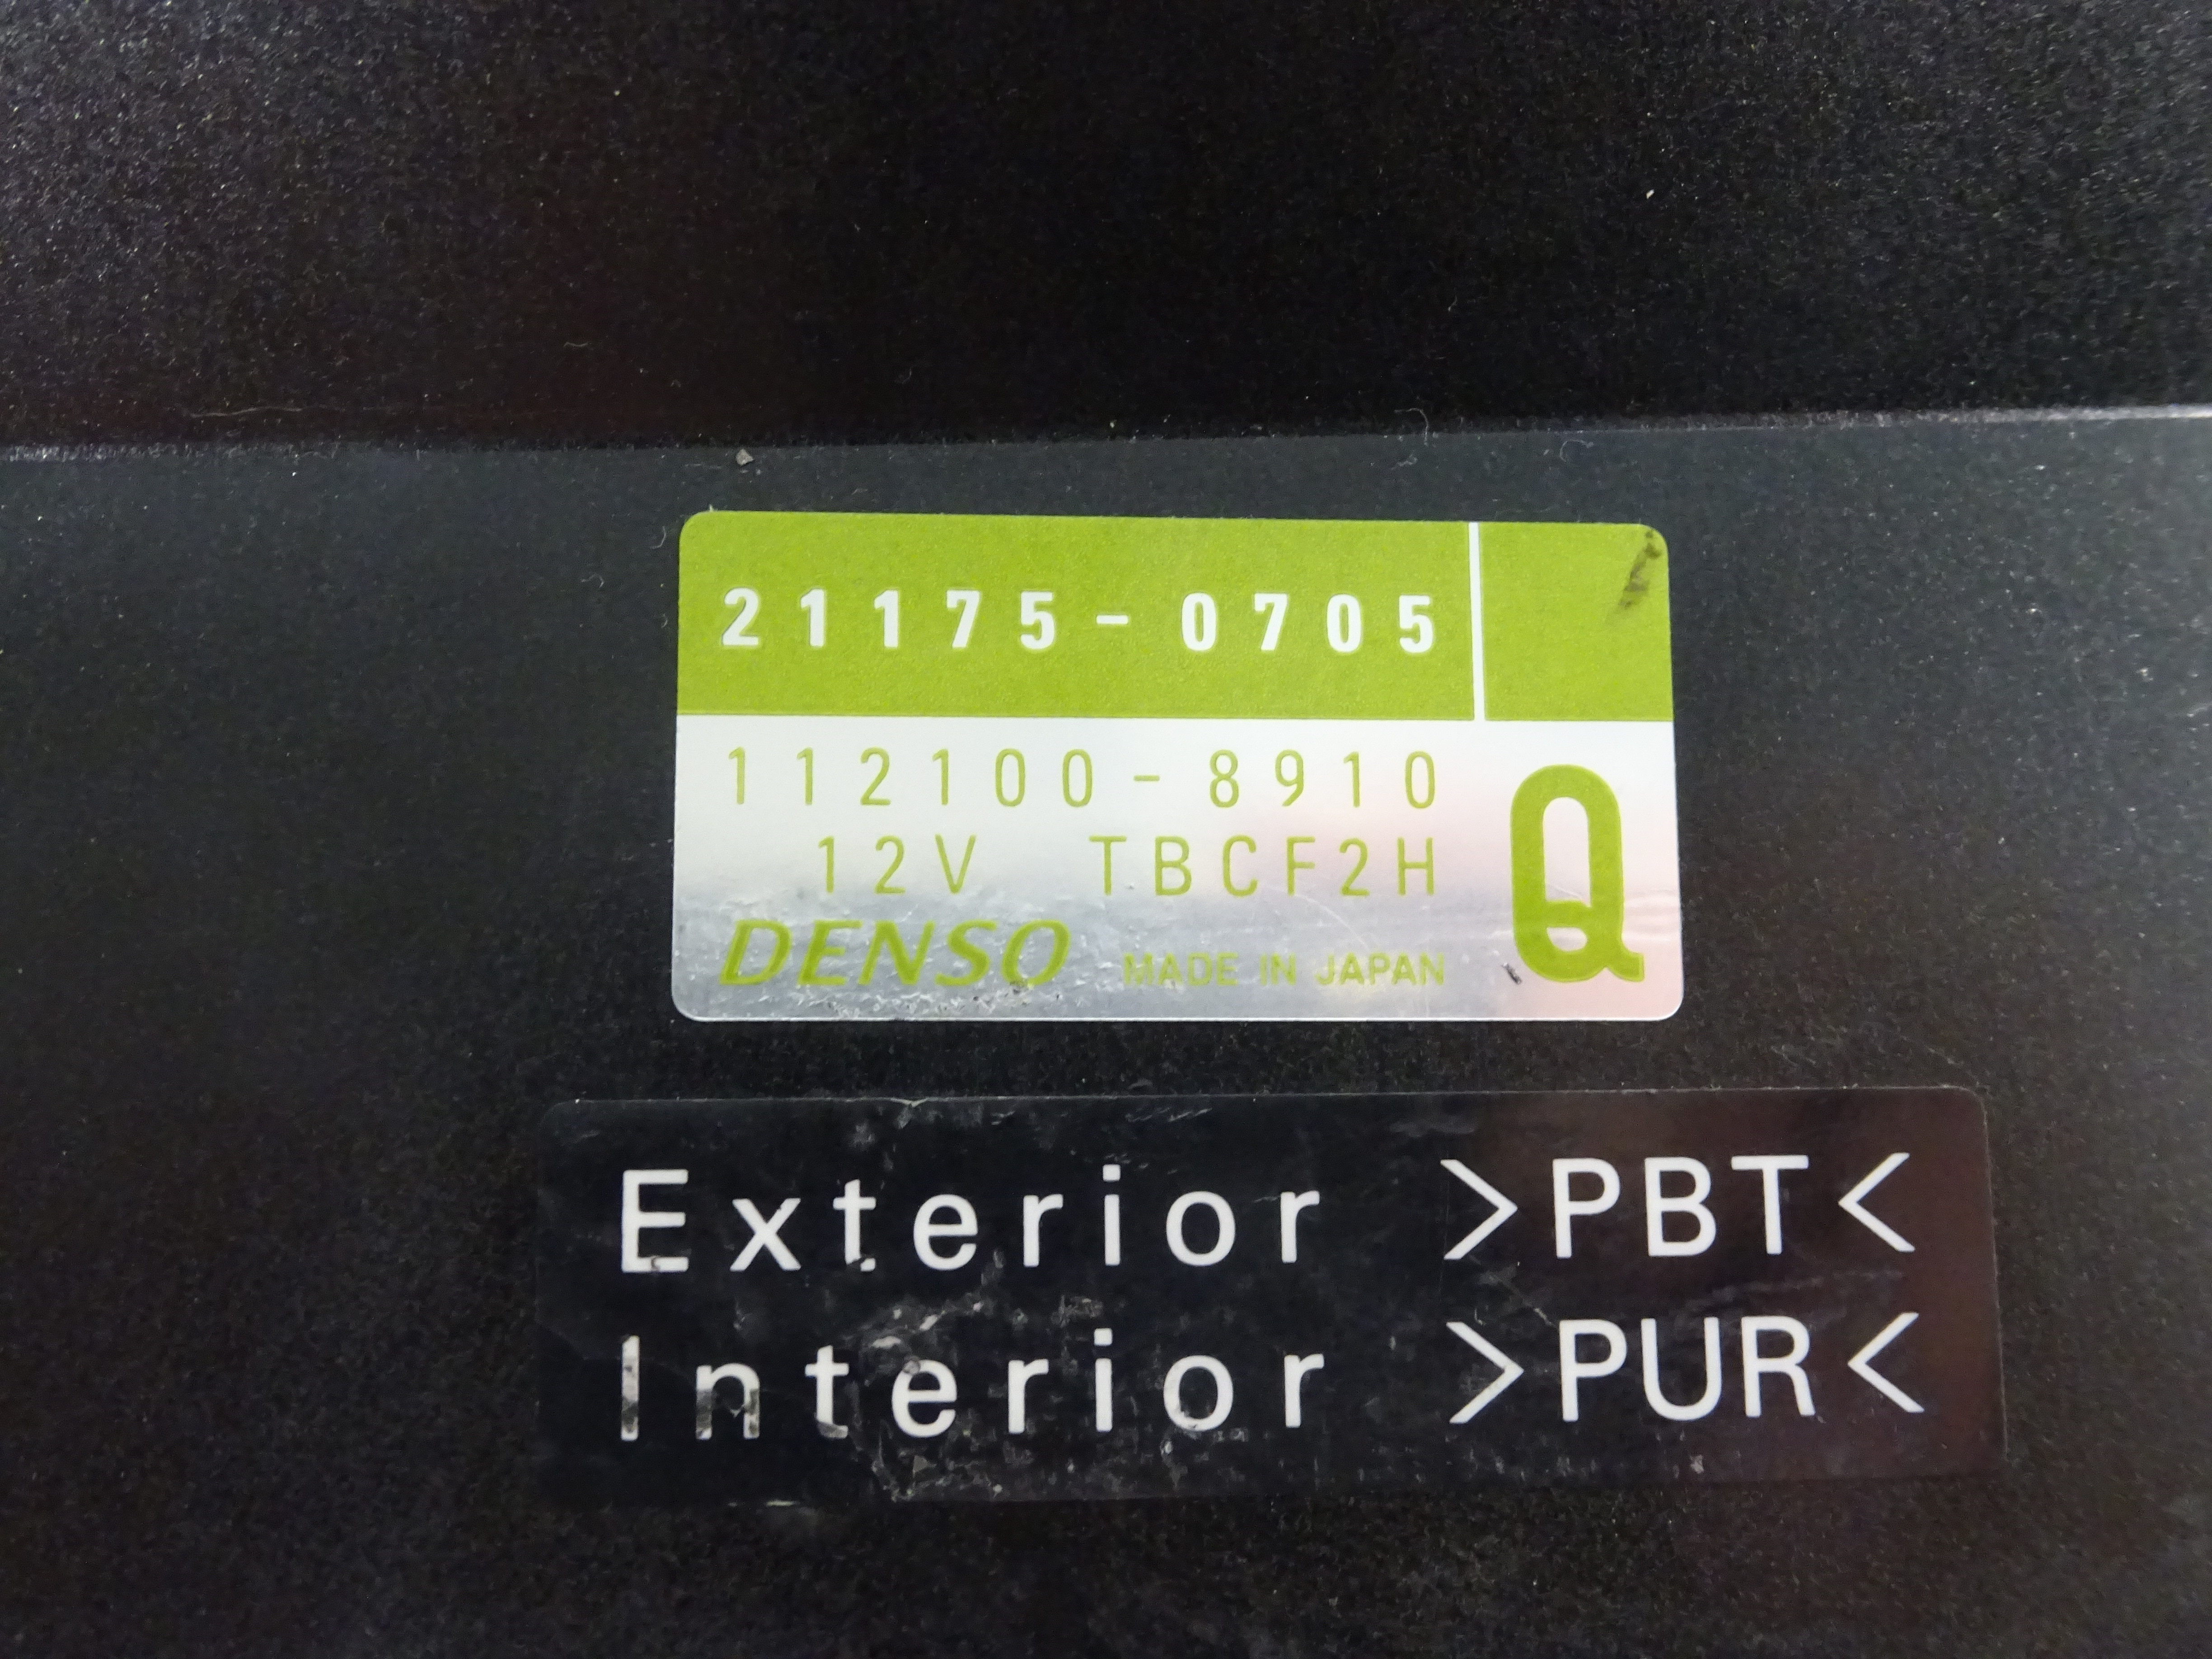 21175-0705
112100-8910
12V TBCF2H
Q
DENSO MADE IN JAPAN
Exterior >PBT<
Interior >PUR<